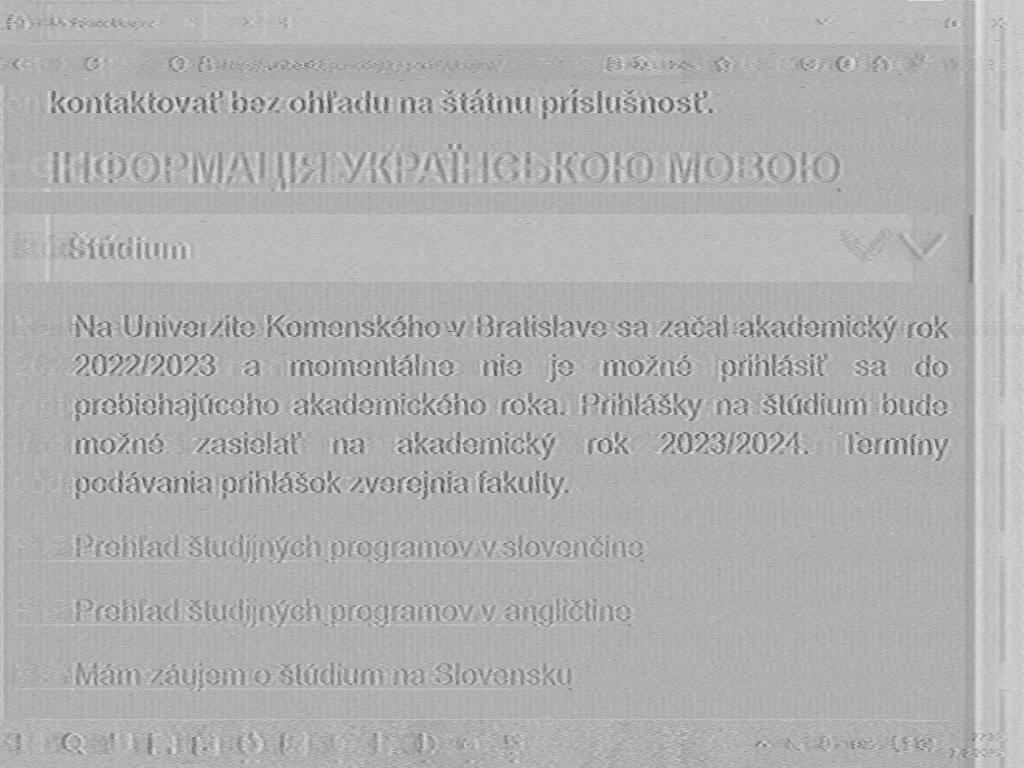 kontaktovať bez ohľadu na štátnu príslušnosť.
ІНФОРМАЦІЯ УКРАЇНСЬКОЮ МОВОЮ
Štúdium
Na Univerzite Komenského v Bratislave sa začal akademický rok
2022/2023 a momentálne nie je možné prihlásiť sa do
prebiehajúceho akademického roka. Prihlášky na štúdium bude
možné zasielať na akademický rok 2023/2024. Termíny
podávania prihlášok zverejnia fakulty.
Prehľad študijných programov v slovenčine
Prehľad študijných programov v angličtine
Mám záujem o štúdium na Slovensku